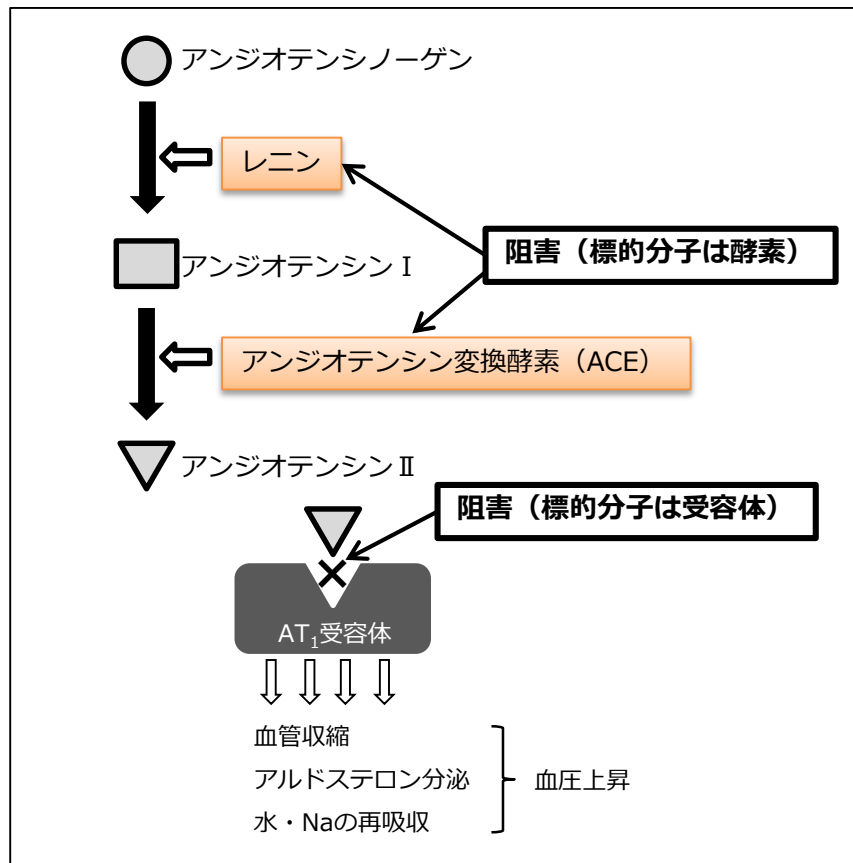 アンジオテンシノーゲン
レニン
阻害（標的分子は酵素）
アンジオテンシンⅠ
アンジオテンシン変換酵素（ACE）
アンジオテンシンⅡ
阻害（標的分子は受容体）
AT₁受容体
血管収縮
アルドステロン分泌
血圧上昇
水・Naの再吸収